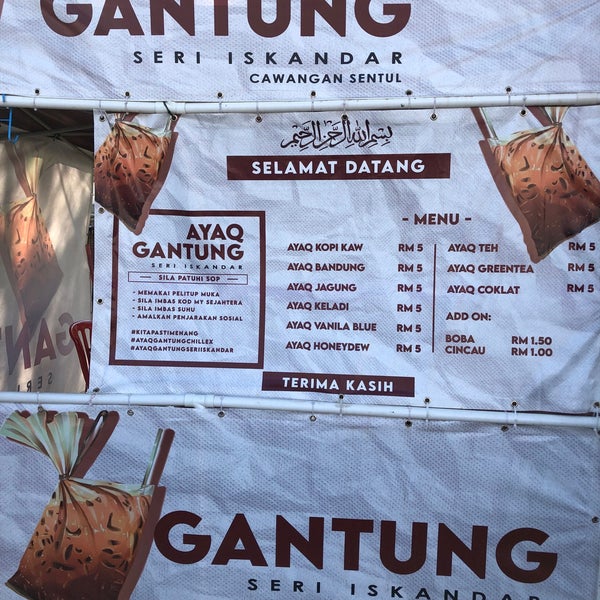 GANTUNG
SERI ISKANDAR
CAWANGAN SENTUL
بسم الله الرحمن الرحيم
SELAMAT DATANG
AYAQ
GANTUNG
SERI ISKANDAR
SILA PATUHI SOP
- MEMAKAI PELITUP MUKA
- SILA IMBAS KOD MY SEJAHTERA
- SILA IMBAS SUHU
- AMALKAN PENJARAKAN SOSIAL
#KITAPASTIMENANG
#AYAQGANTUNGCHILLEX
#AYAQGANTUNGSERIISKANDAR
- MENU -
AYAQ KOPI KAW RM 5
AYAQ BANDUNG RM 5
AYAQ JAGUNG RM 5
AYAQ KELADI RM 5
AYAQ VANILA BLUE RM 5
AYAQ HONEYDEW RM 5
AYAQ TEH RM 5
AYAQ GREENTEA RM 5
AYAQ COKLAT RM 5
ADD ON:
BOBA RM 1.50
CINCAU RM 1.00
TERIMA KASIH
GANT
SERI
GANTUNG
SERI ISKANDAR